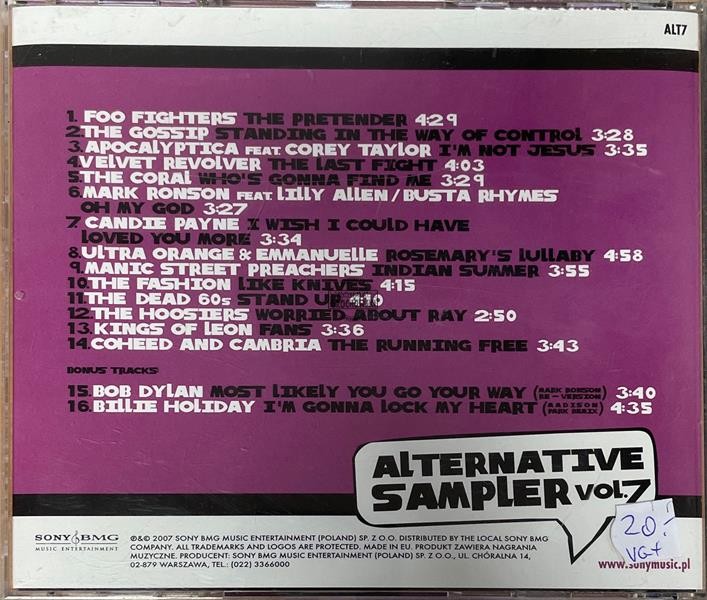 ALT7
1. FOO FIGHTERS THE PRETENDER 4:29
2. THE GOSSIP STANDING IN THE WAY OF CONTROL 3:28
3. APOCALYPTICA FEAT. COREY TAYLOR I'M NOT JESUS 3:35
4. VELVET REVOLVER THE LAST FIGHT 4:03
5. THE CORAL WHO'S GONNA FIND ME 3:29
6. MARK RONSON FEAT. LILLY ALLEN/BUSTA RHYMES
OH MY GOD 3:27
7. CANDIE PAYNE I WISH I COULD HAVE
LOVED YOU MORE 3:34
8. ULTRA ORANGE & EMMANUELLE ROSEMARY'S LULLABY 4:58
9. MANIC STREET PREACHERS INDIAN SUMMER 3:55
10. THE FASHION LIKE KNIVES 4:15
11. THE DEAD 60s STAND UP 4:10
12. THE HOOSIERS WORRIED ABOUT RAY 2:50
13. KINGS OF LEON FANS 3:36
14. COHEED AND CAMBRIA THE RUNNING FREE 3:43
BONUS TRACKS:
15. BOB DYLAN MOST LIKELY YOU GO YOUR WAY (MARK RONSON RE-VERSION) 3:40
16. BILLIE HOLIDAY I'M GONNA LOCK MY HEART (MADISON PARK REMIX) 4:35
ALTERNATIVE
SAMPLER VOL.7
20.-
VG+
SONY BMG
MUSIC ENTERTAINMENT
℗&© 2007 SONY BMG MUSIC ENTERTAINMENT (POLAND) SP. Z O.O. DISTRIBUTED BY THE LOCAL SONY BMG
COMPANY. ALL TRADEMARKS AND LOGOS ARE PROTECTED. MADE IN EU. PRODUKT ZAWIERA NAGRANIA
MUZYCZNE. PRODUCENT: SONY BMG MUSIC ENTERTAINMENT (POLAND) SP. Z O.O., UL. CHÓRALNA 14,
02-879 WARSZAWA, TEL.: (022) 3366000
www.sonymusic.pl